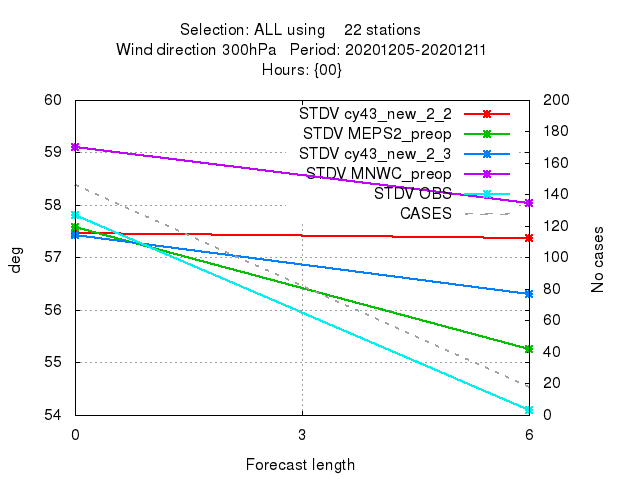 Selection: ALL using    22 stations
Wind direction 300hPa   Period: 20201205-20201211
Hours: {00}
60
59
58
57
56
55
54
deg
200
180
160
140
120
100
80
60
40
20
0
No cases
STDV cy43_new_2_2
STDV MEPS2_preop
STDV cy43_new_2_3
STDV MNWC_preop
STDV OBS
CASES
0 3 6
Forecast length